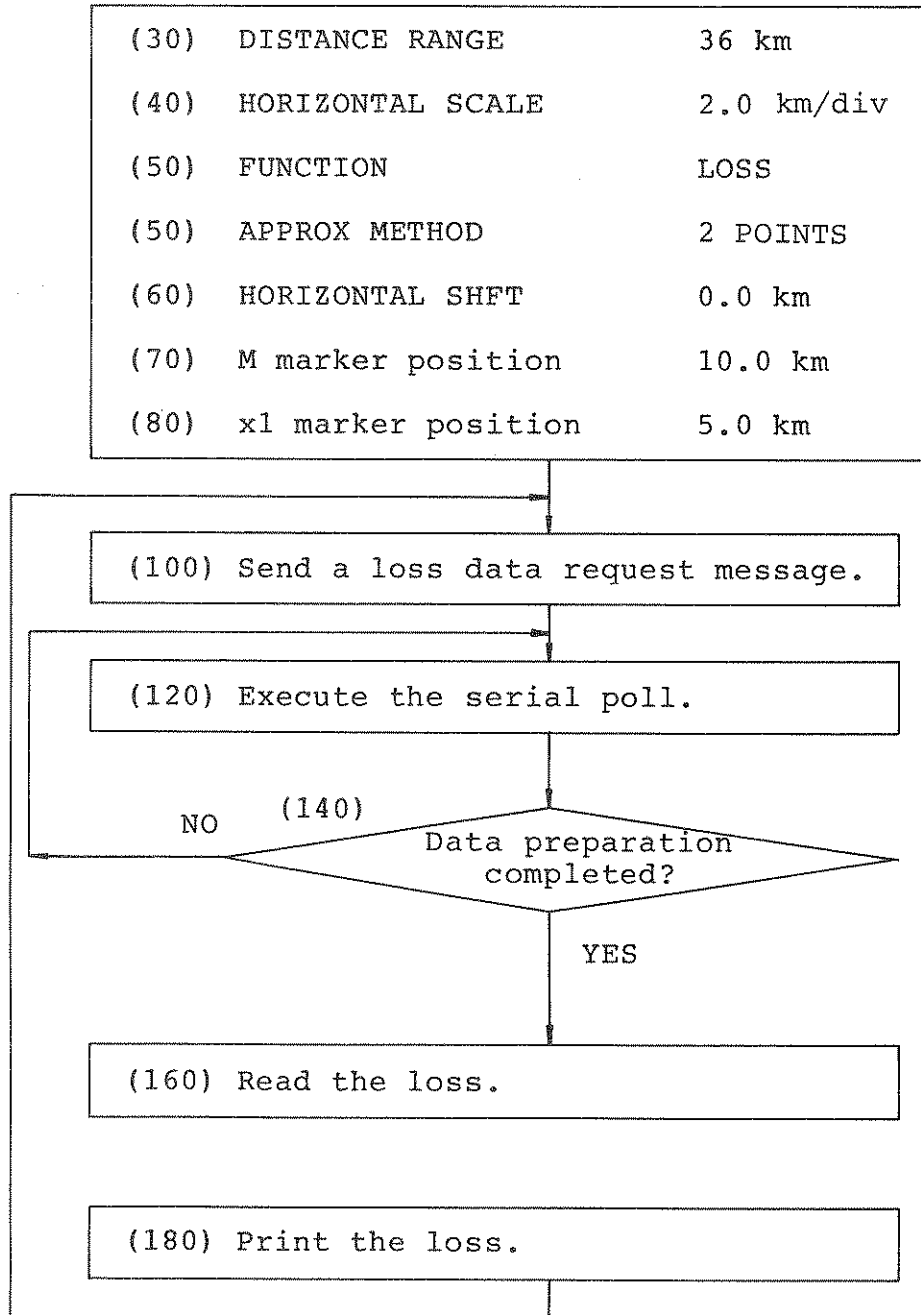 (30) DISTANCE RANGE 36 km
(40) HORIZONTAL SCALE 2.0 km/div
(50) FUNCTION LOSS
(50) APPROX METHOD 2 POINTS
(60) HORIZONTAL SHFT 0.0 km
(70) M marker position 10.0 km
(80) x1 marker position 5.0 km
(100) Send a loss data request message.
(120) Execute the serial poll.
NO (140)
Data preparation
completed?
YES
(160) Read the loss.
(180) Print the loss.